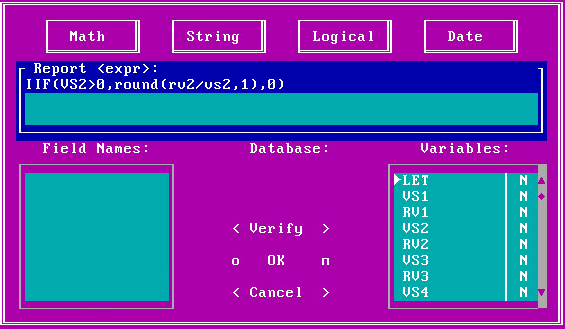 Math String Logical Date
Report <expr>:
IIF(VS2>0,round(rv2/vs2,1),0)
Field Names: Database: Variables:
LET N
VS1 N
RV1 N
VS2 N
RV2 N
VS3 N
RV3 N
VS4 N
< Verify >
o OK n
< Cancel >